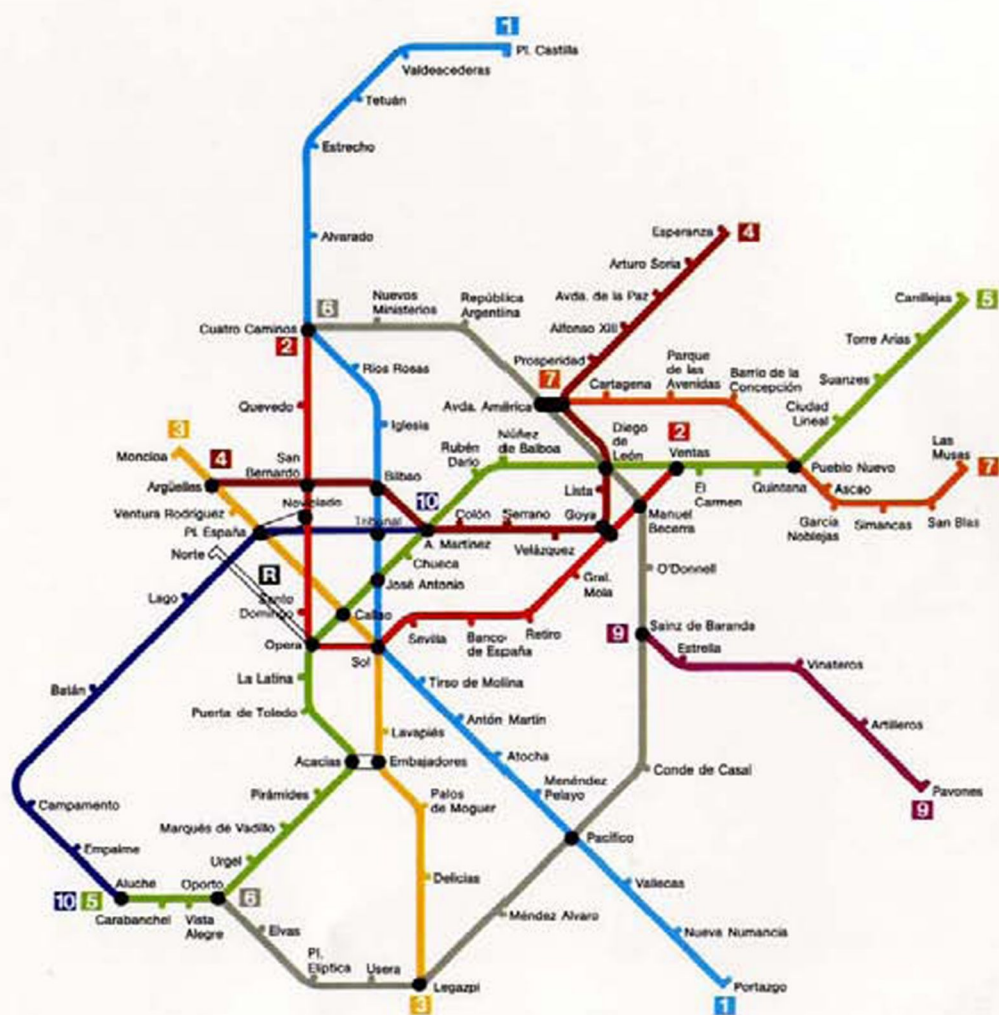 1
Pl. Castilla
Valdeacederas
Tetuán
Estrecho
Alvarado
Esperanza
4
Arturo Soria
Avda. de la Paz
Alfonso XIII
Prosperidad
7
Canillejas
5
Torre Arias
Suanzes
Ciudad
Lineal
6
Nuevos
Ministerios
República
Argentina
Cuatro Caminos
2
Ríos Rosas
Quevedo
Iglesia
Avda. América
Cartagena
Parque
de las
Avenidas
Barrio de la
Concepción
3
Moncloa
4
Argüelles
San
Bernardo
Bilbao
Rubén
Darío
Núñez
de Balboa
Diego
de
León
2
Ventas
El
Carmen
Quintana
Pueblo Nuevo
Las
Musas
7
Ascao
García
Noblejas
Simancas
San Blas
Ventura Rodríguez
Noviciado
Tribunal
10
Pl. España
Norte
A. Martínez
Colón
Serrano
Velázquez
Lista
Goya
Manuel
Becerra
Chueca
R
José Antonio
Lago
Santo
Domingo
Callao
Gral.
Mola
O'Donnell
Opera
Sol
Sevilla
Banco-
de España
Retiro
9
Sainz de Baranda
Estrella
Vinateros
Artilleros
Pavones
9
La Latina
Batán
Puerta de Toledo
Tirso de Molina
Antón Martín
Lavapiés
Atocha
Acacias
Embajadores
Menéndez
Pelayo
Conde de Casal
Pirámides
Palos
de Moguer
Campamento
Marqués de Vadillo
Pacífico
Empalme
Urgel
Aluche
Oporto
Delicias
Vallecas
10
5
6
Carabanchel
Vista
Alegre
Méndez Alvaro
Elvas
Nueva Numancia
Pl.
Elíptica
Usera
Legazpi
3
Portazgo
1